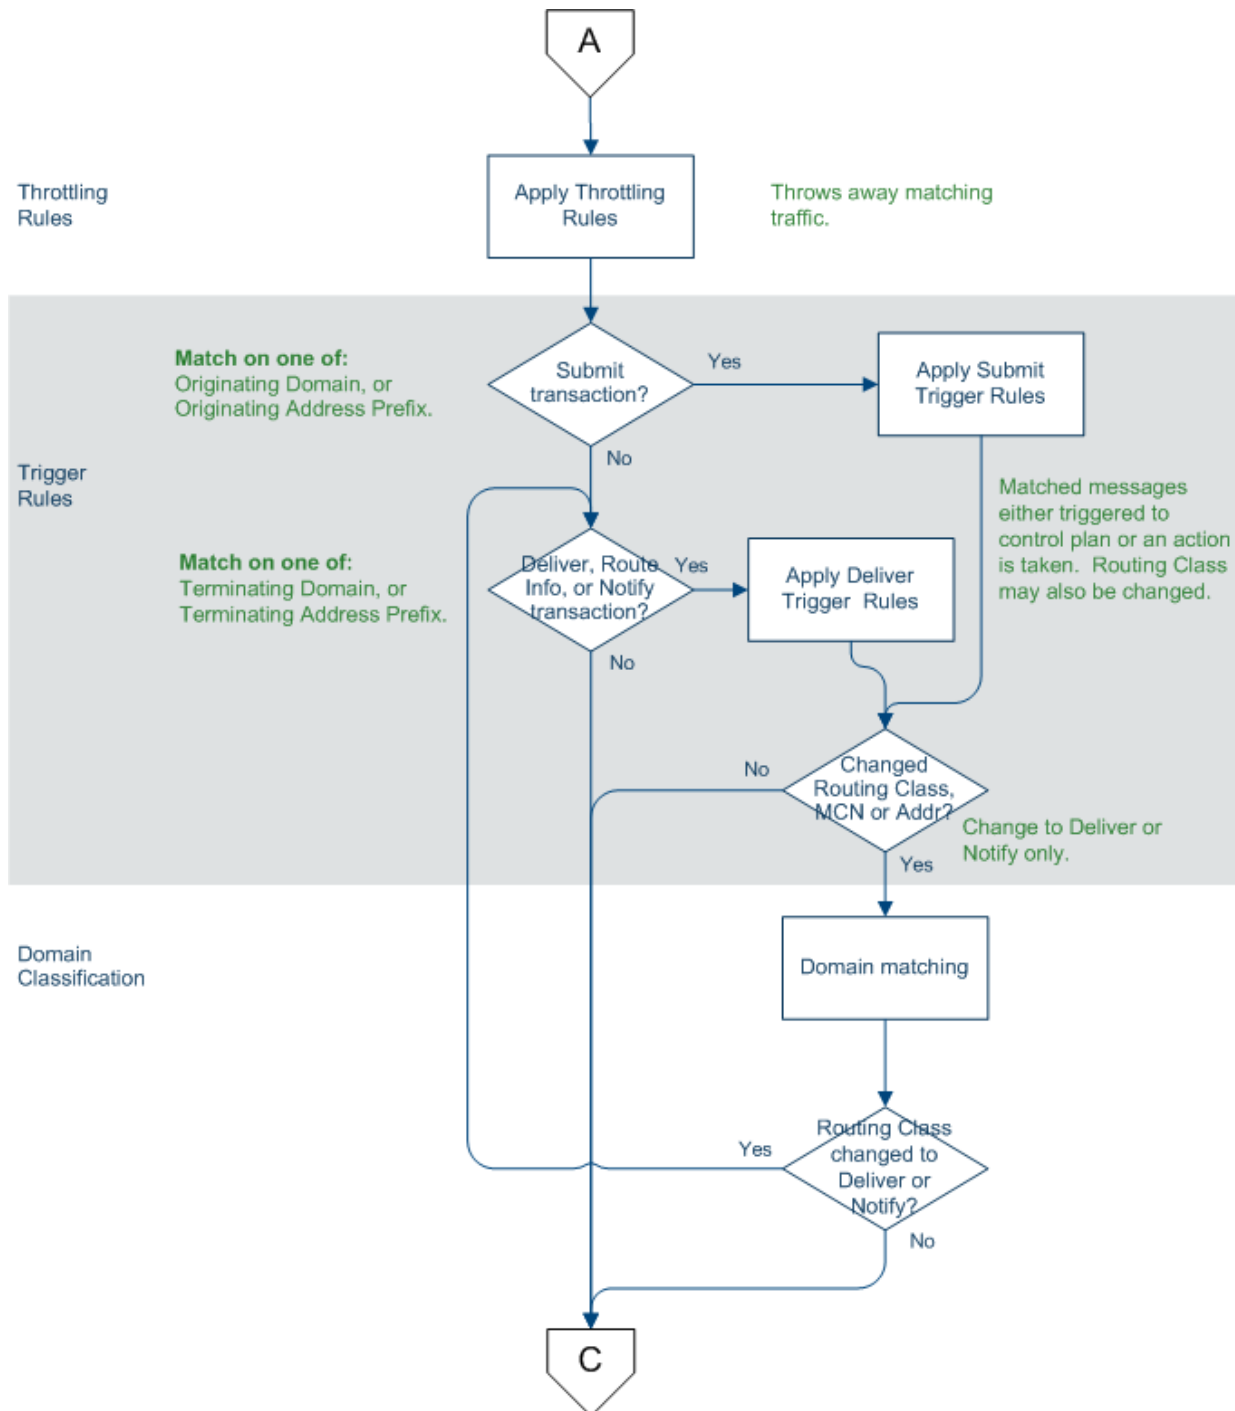 A
Throttling
Rules
Apply Throttling
Rules
Throws away matching
traffic.
Match on one of:
Originating Domain, or
Originating Address Prefix.
Submit
transaction?
Yes
Apply Submit
Trigger Rules
No
Trigger
Rules
Matched messages
either triggered to
control plan or an action
is taken.  Routing Class
may also be changed.
Match on one of:
Terminating Domain, or
Terminating Address Prefix.
Deliver, Route
Info, or Notify
transaction?
Yes
Apply Deliver
Trigger  Rules
No
No
Changed
Routing Class,
MCN or Addr?
Change to Deliver or
Notify only.
Yes
Domain
Classification
Domain matching
Yes
Routing Class
changed to
Deliver or
Notify?
No
C